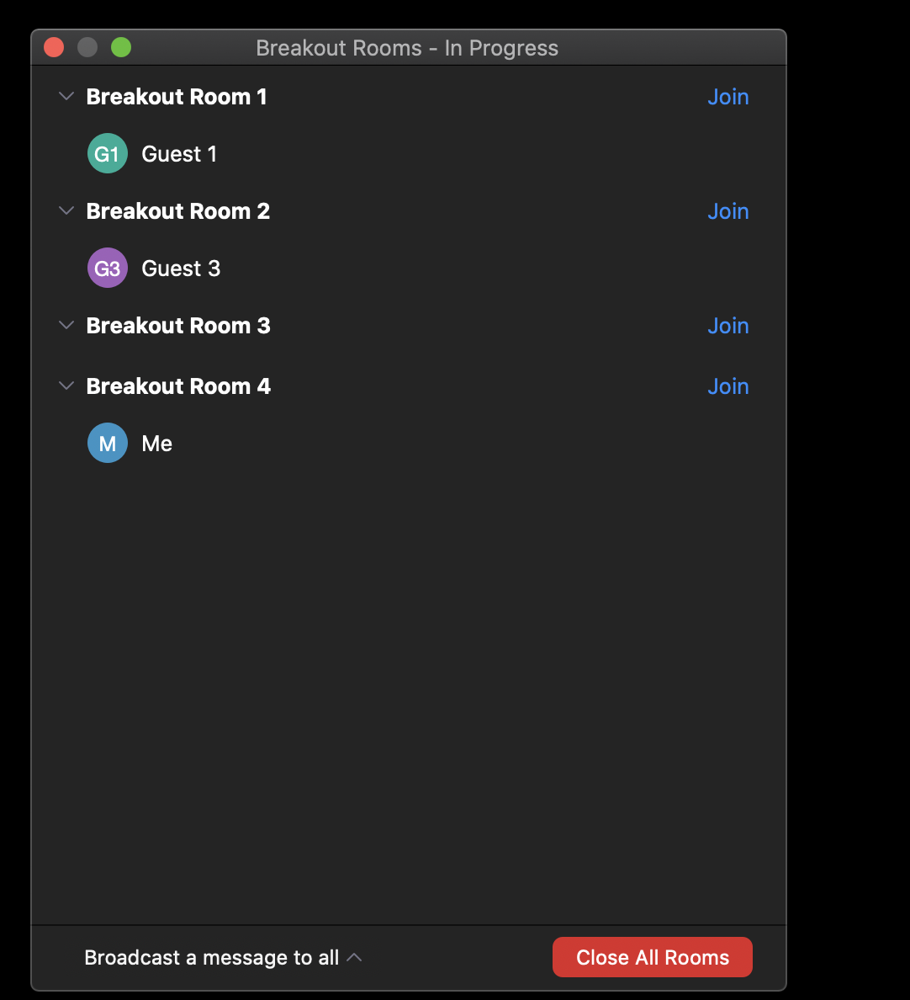 Breakout Rooms - In Progress
Breakout Room 1 Join
G1 Guest 1
Breakout Room 2 Join
G3 Guest 3
Breakout Room 3 Join
Breakout Room 4 Join
M Me
Broadcast a message to all Close All Rooms